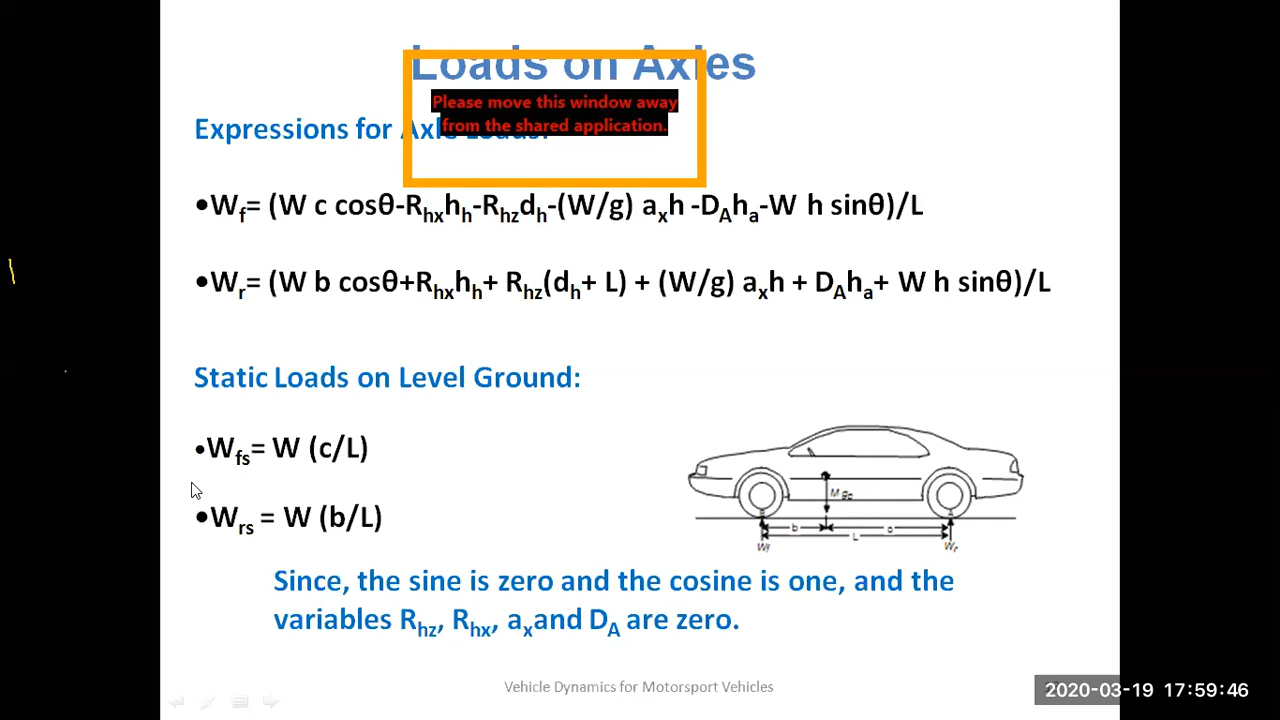 Loads on Axles
Please move this window away
from the shared application.
Expressions for Axle Loads:
•Wf= (W c cosθ-Rhxhh-Rhzdh-(W/g) axh -DAha-W h sinθ)/L
•Wr= (W b cosθ+Rhxhh+ Rhz(dh+ L) + (W/g) axh + DAha+ W h sinθ)/L
Static Loads on Level Ground:
•Wfs= W (c/L)
•Wrs = W (b/L)
M gc
B
A
b
c
L
Wf
Wr
Since, the sine is zero and the cosine is one, and the
variables Rhz, Rhx, axand DA are zero.
Vehicle Dynamics for Motorsport Vehicles
2020-03-19 17:59:46